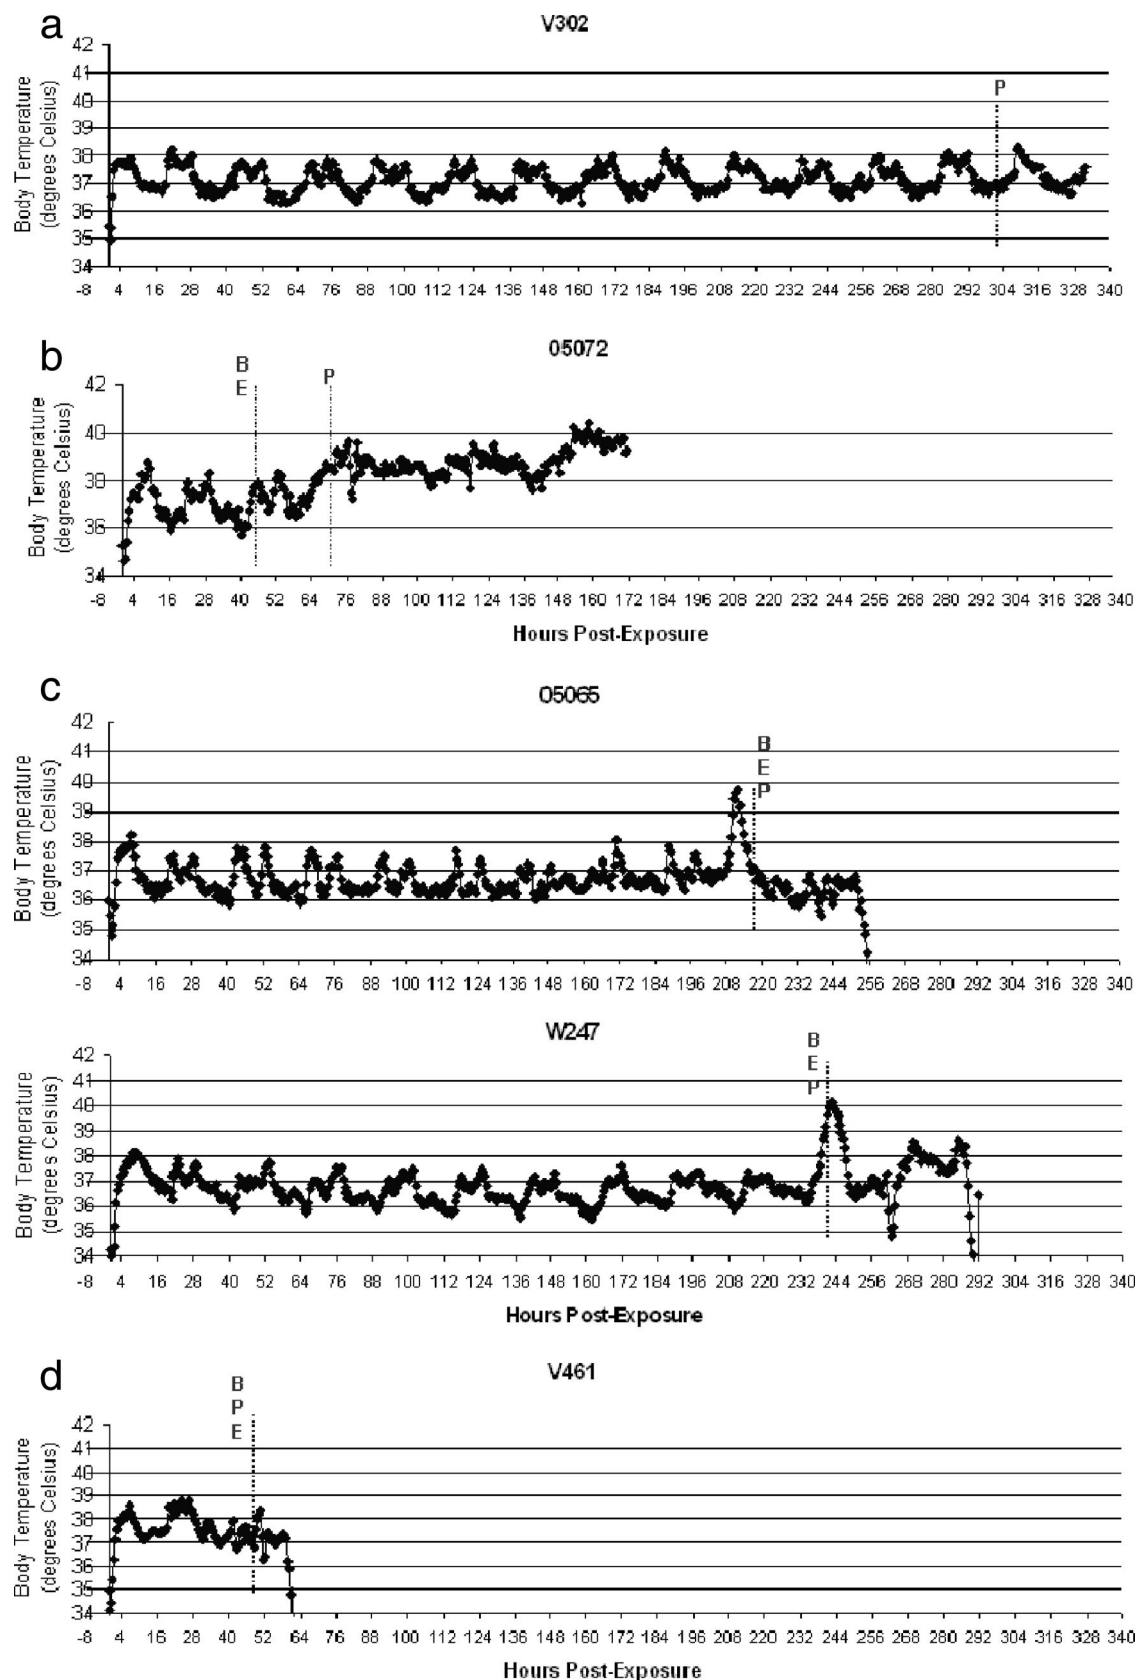 a
V302
Body Temperature
(degrees Celsius)
42
41
40
39
38
37
36
35
34
P
-8 4 16 28 40 52 64 76 88 100 112 124 136 148 160 172 184 196 208 220 232 244 256 268 280 292 304 316 328 340
b
05072
Body Temperature
(degrees Celsius)
42
40
38
36
34
B
E
P
-8 4 16 28 40 52 64 76 88 100 112 124 136 148 160 172 184 196 208 220 232 244 256 268 280 292 304 316 328 340
Hours Post-Exposure
c
05065
Body Temperature
(degrees Celsius)
42
41
40
39
38
37
36
35
34
B
E
P
-8 4 16 28 40 52 64 76 88 100 112 124 136 148 160 172 184 196 208 220 232 244 256 268 280 292 304 316 328 340
W247
Body Temperature
(degrees Celsius)
42
41
40
39
38
37
36
35
34
B
E
P
-8 4 16 28 40 52 64 76 88 100 112 124 136 148 160 172 184 196 208 220 232 244 256 268 280 292 304 316 328 340
Hours Post-Exposure
d
V461
Body Temperature
(degrees Celsius)
42
41
40
39
38
37
36
35
34
B
P
E
-8 4 16 28 40 52 64 76 88 100 112 124 136 148 160 172 184 196 208 220 232 244 256 268 280 292 304 316 328 340
Hours Post-Exposure